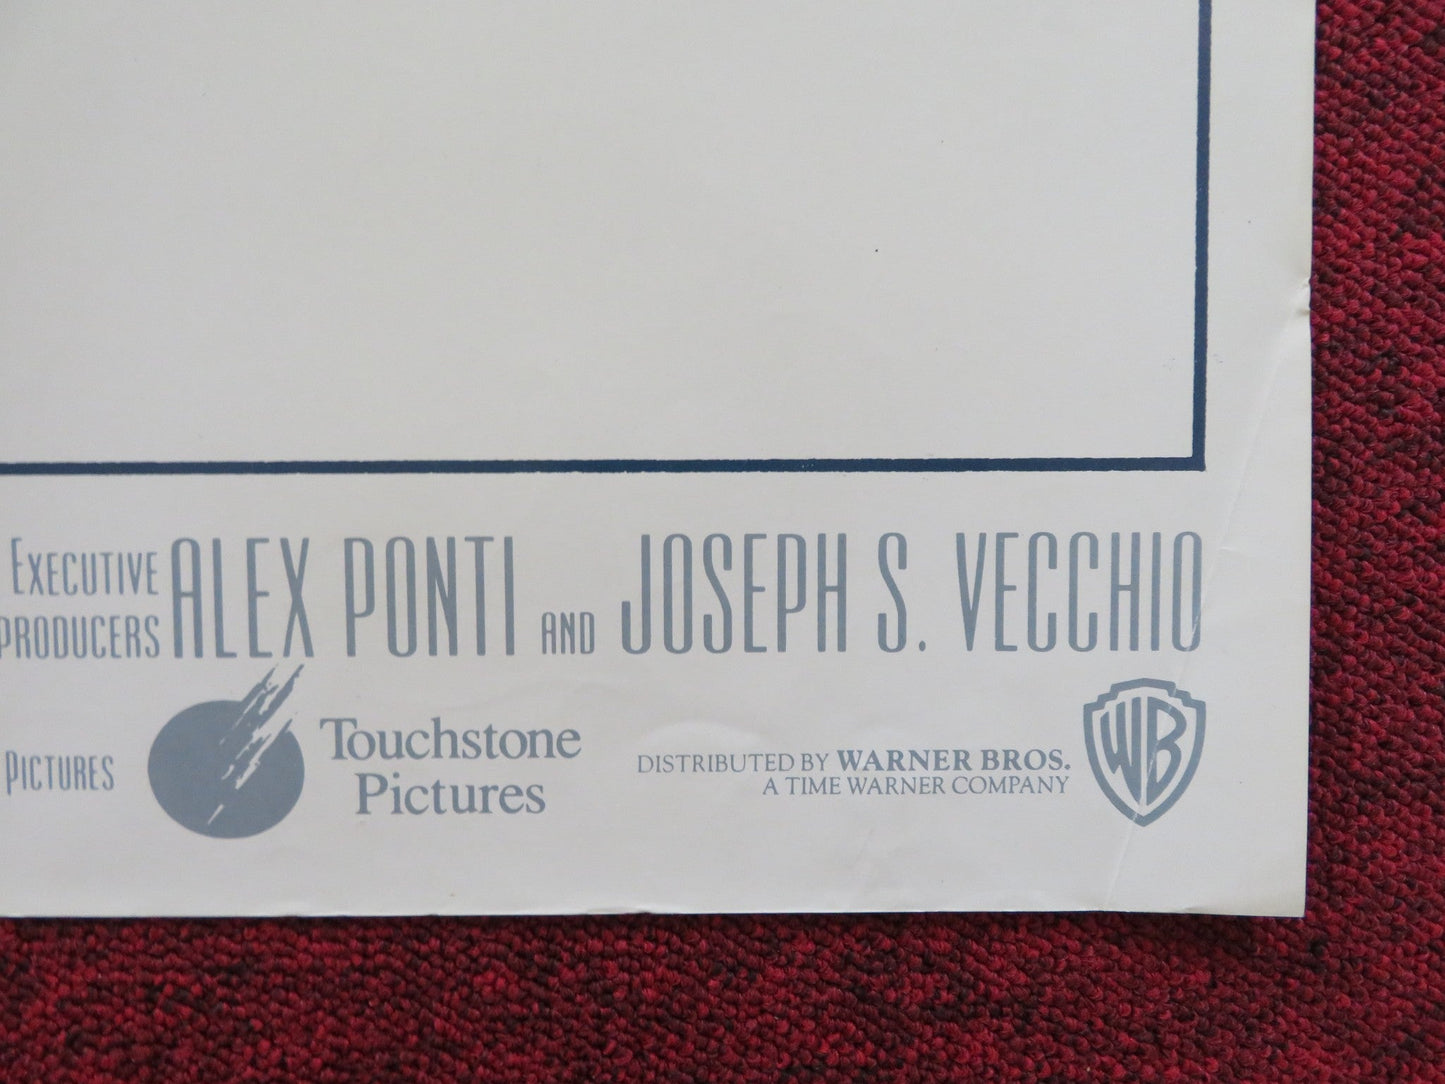 EXECUTIVE PRODUCERS ALEX PONTI AND JOSEPH S. VECCHIO
PICTURES
Touchstone
Pictures
DISTRIBUTED BY WARNER BROS.
A TIME WARNER COMPANY
WB